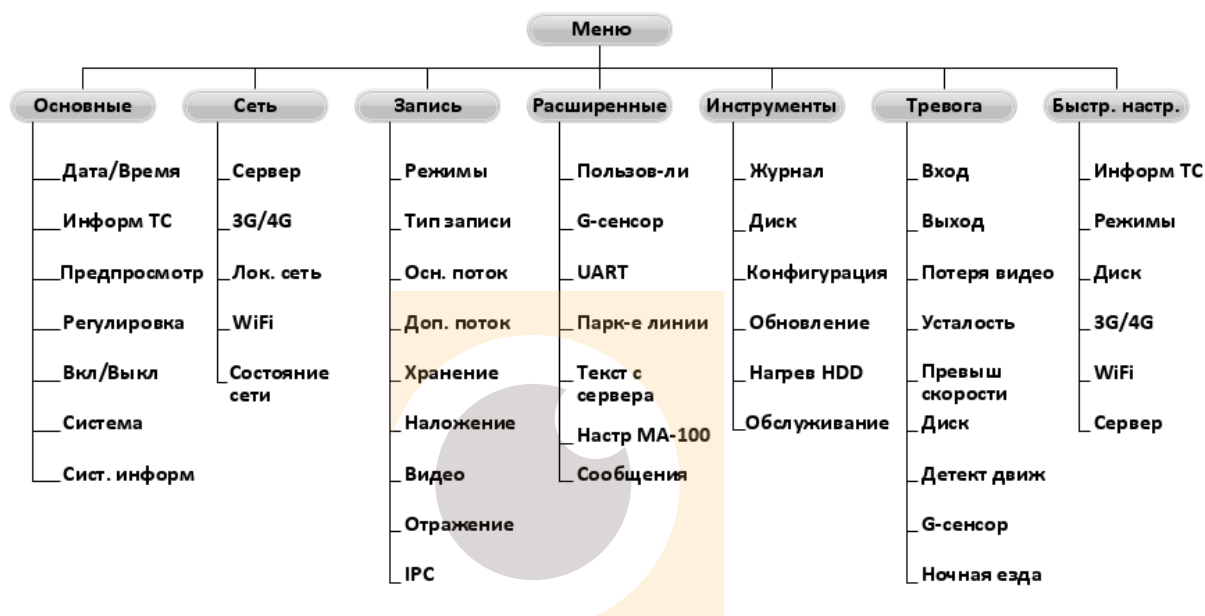 Меню
Основные
Сеть
Запись
Расширенные
Инструменты
Тревога
Быстр. настр.
Дата/Время
Информ ТС
Предпросмотр
Регулировка
Вкл/Выкл
Система
Сист. информ
Сервер
3G/4G
Лок. сеть
WiFi
Состояние
сети
Режимы
Тип записи
Осн. поток
Доп. поток
Хранение
Наложение
Видео
Отражение
IPC
Пользов-ли
G-сенсор
UART
Парк-е линии
Текст с
сервера
Настр МА-100
Сообщения
Журнал
Диск
Конфигурация
Обновление
Нагрев HDD
Обслуживание
Вход
Выход
Потеря видео
Усталость
Превыш
скорости
Диск
Детект движ
G-сенсор
Ночная езда
Информ ТС
Режимы
Диск
3G/4G
WiFi
Сервер